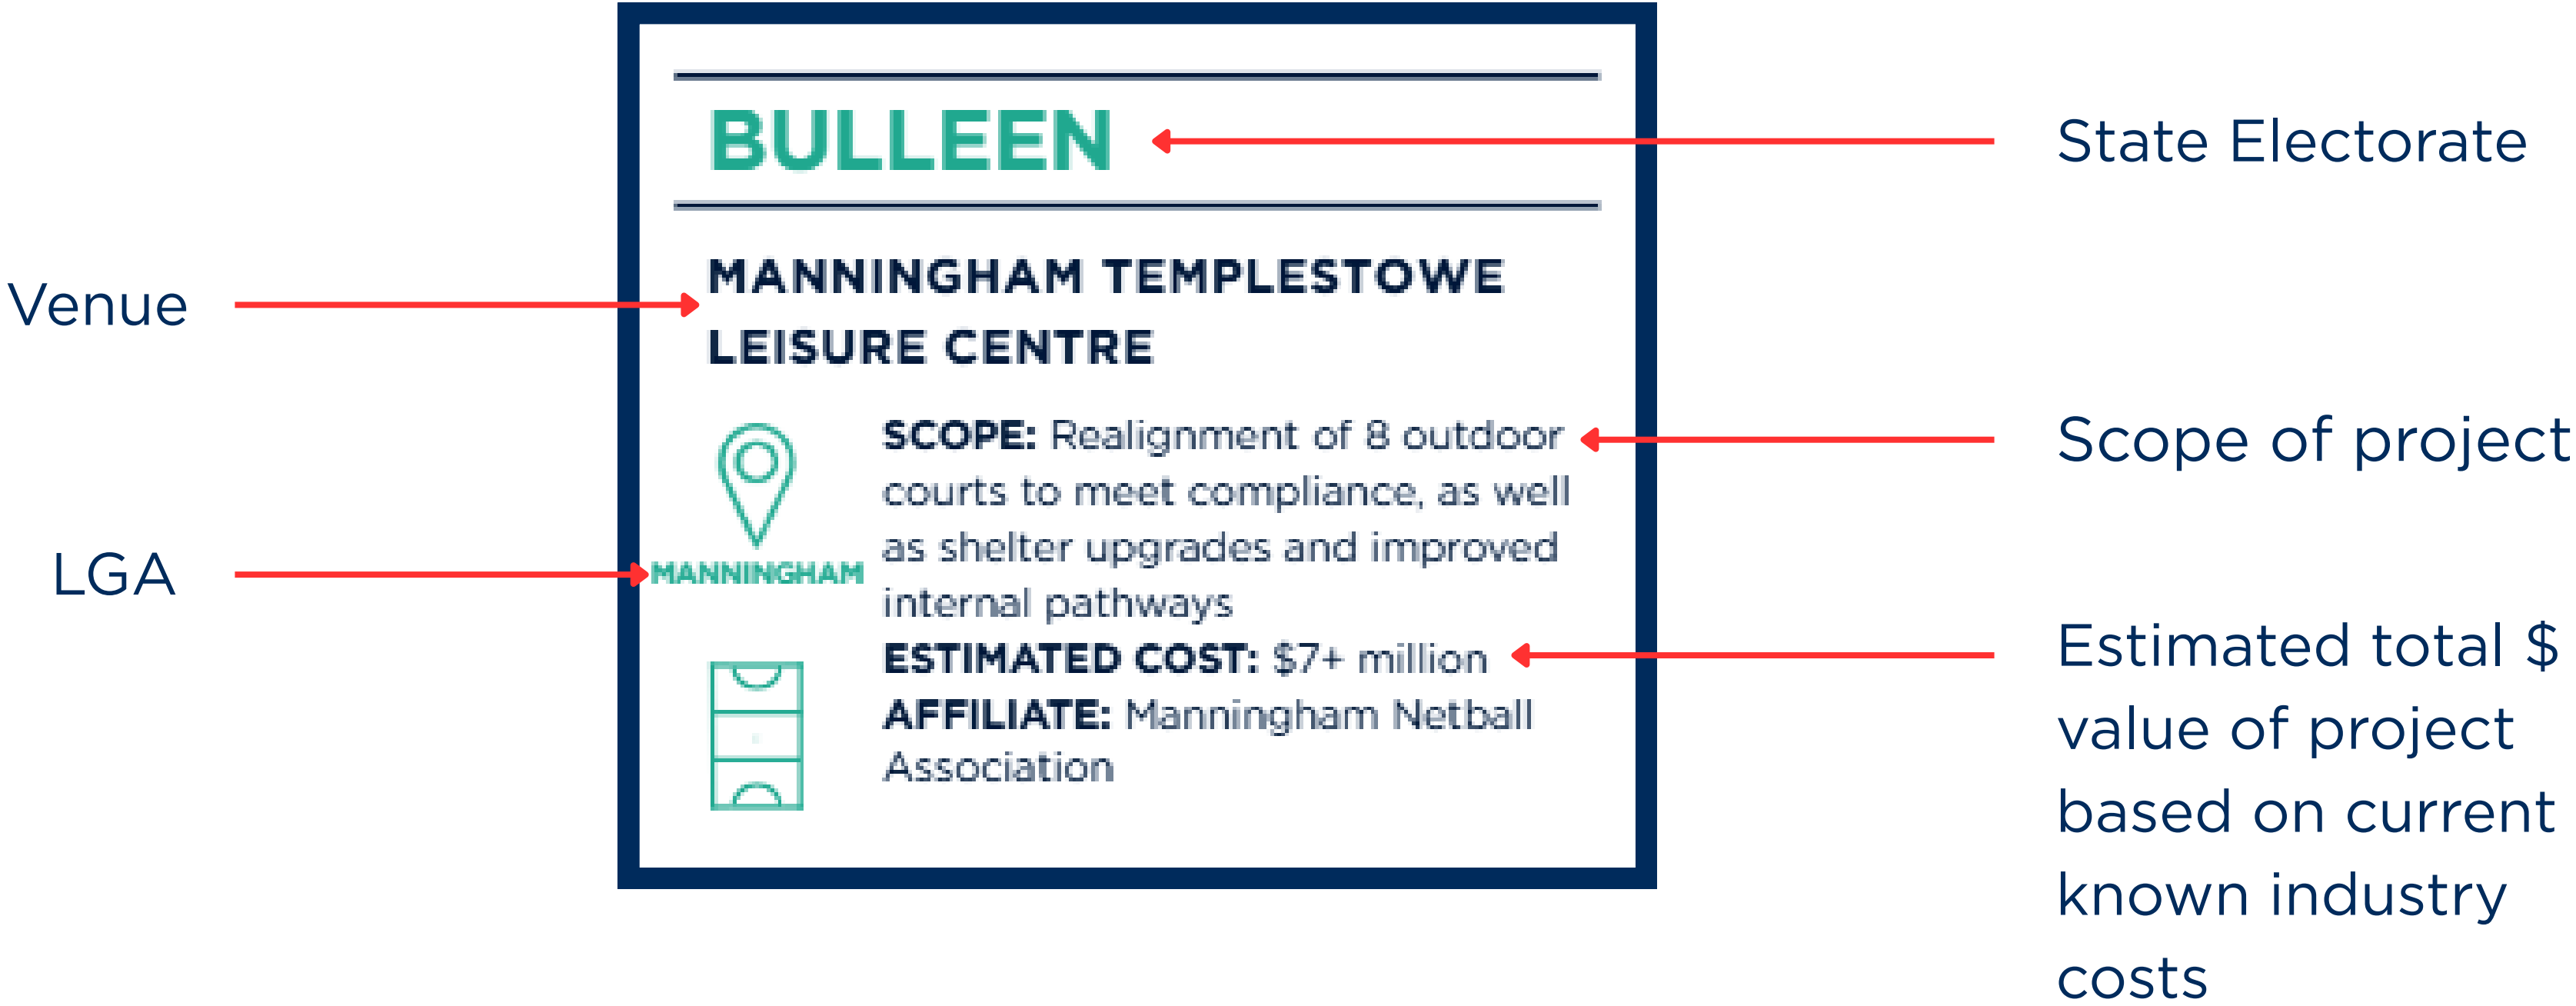 BULLEEN
State Electorate
Venue
MANNINGHAM TEMPLESTOWE
LEISURE CENTRE
LGA
MANNINGHAM
SCOPE: Realignment of 8 outdoor
courts to meet compliance, as well
as shelter upgrades and improved
internal pathways
Scope of project
ESTIMATED COST: $7+ million
AFFILIATE: Manningham Netball
Association
Estimated total $
value of project
based on current
known industry
costs